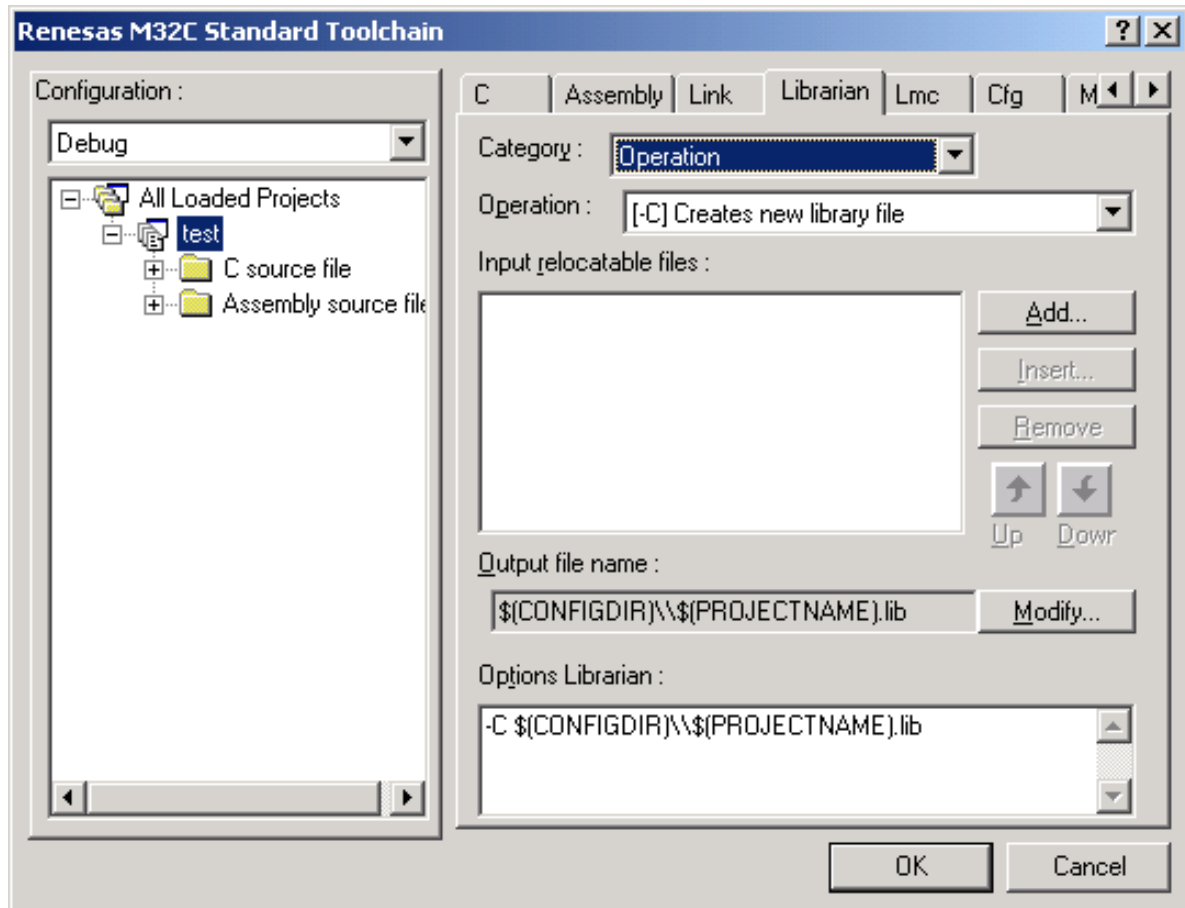 Renesas M32C Standard Toolchain
Configuration :
Debug
All Loaded Projects
test
C source file
Assembly source file
C Assembly Link Librarian Lmc Cfg M
Category : Operation
Operation : [-C] Creates new library file
Input relocatable files :
Add...
Insert...
Remove
Up Down
Output file name :
$(CONFIGDIR)\\$(PROJECTNAME).lib Modify...
Options Librarian :
-C $(CONFIGDIR)\\$(PROJECTNAME).lib
OK Cancel